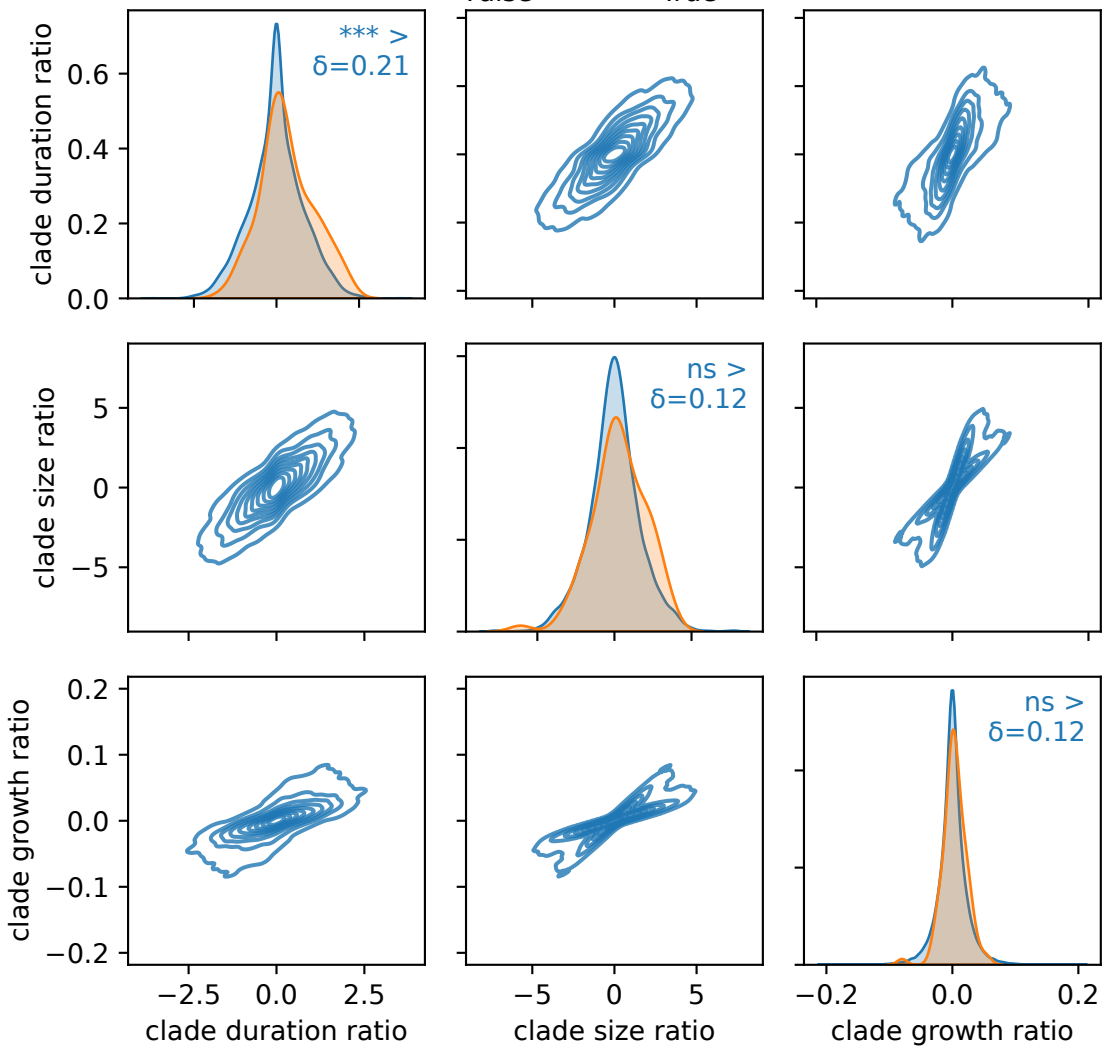 clade duration ratio
0.6
0.4
0.2
0.0
*** >
δ=0.21
clade size ratio
5
0
−5
ns >
δ=0.12
clade growth ratio
0.2
0.1
0.0
−0.1
−0.2
ns >
δ=0.12
−2.5 0.0 2.5
clade duration ratio
−5 0 5
clade size ratio
−0.2 0.0 0.2
clade growth ratio